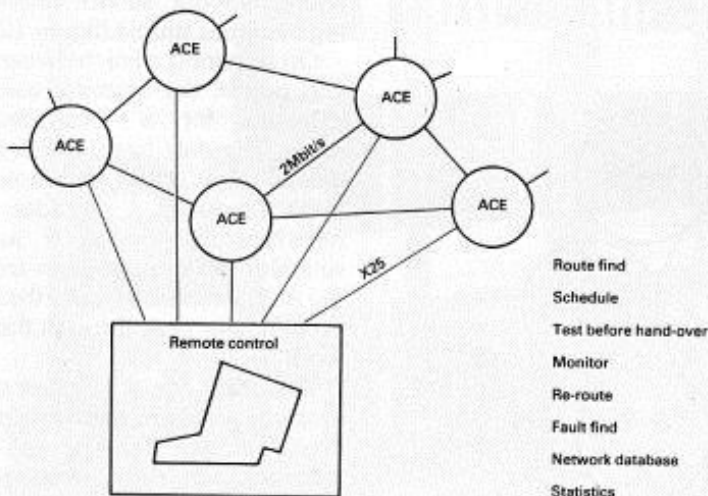 ACE
ACE
ACE
2Mbit/s
ACE
ACE
X25
Remote control
Route find
Schedule
Test before hand-over
Monitor
Re-route
Fault find
Network database
Statistics